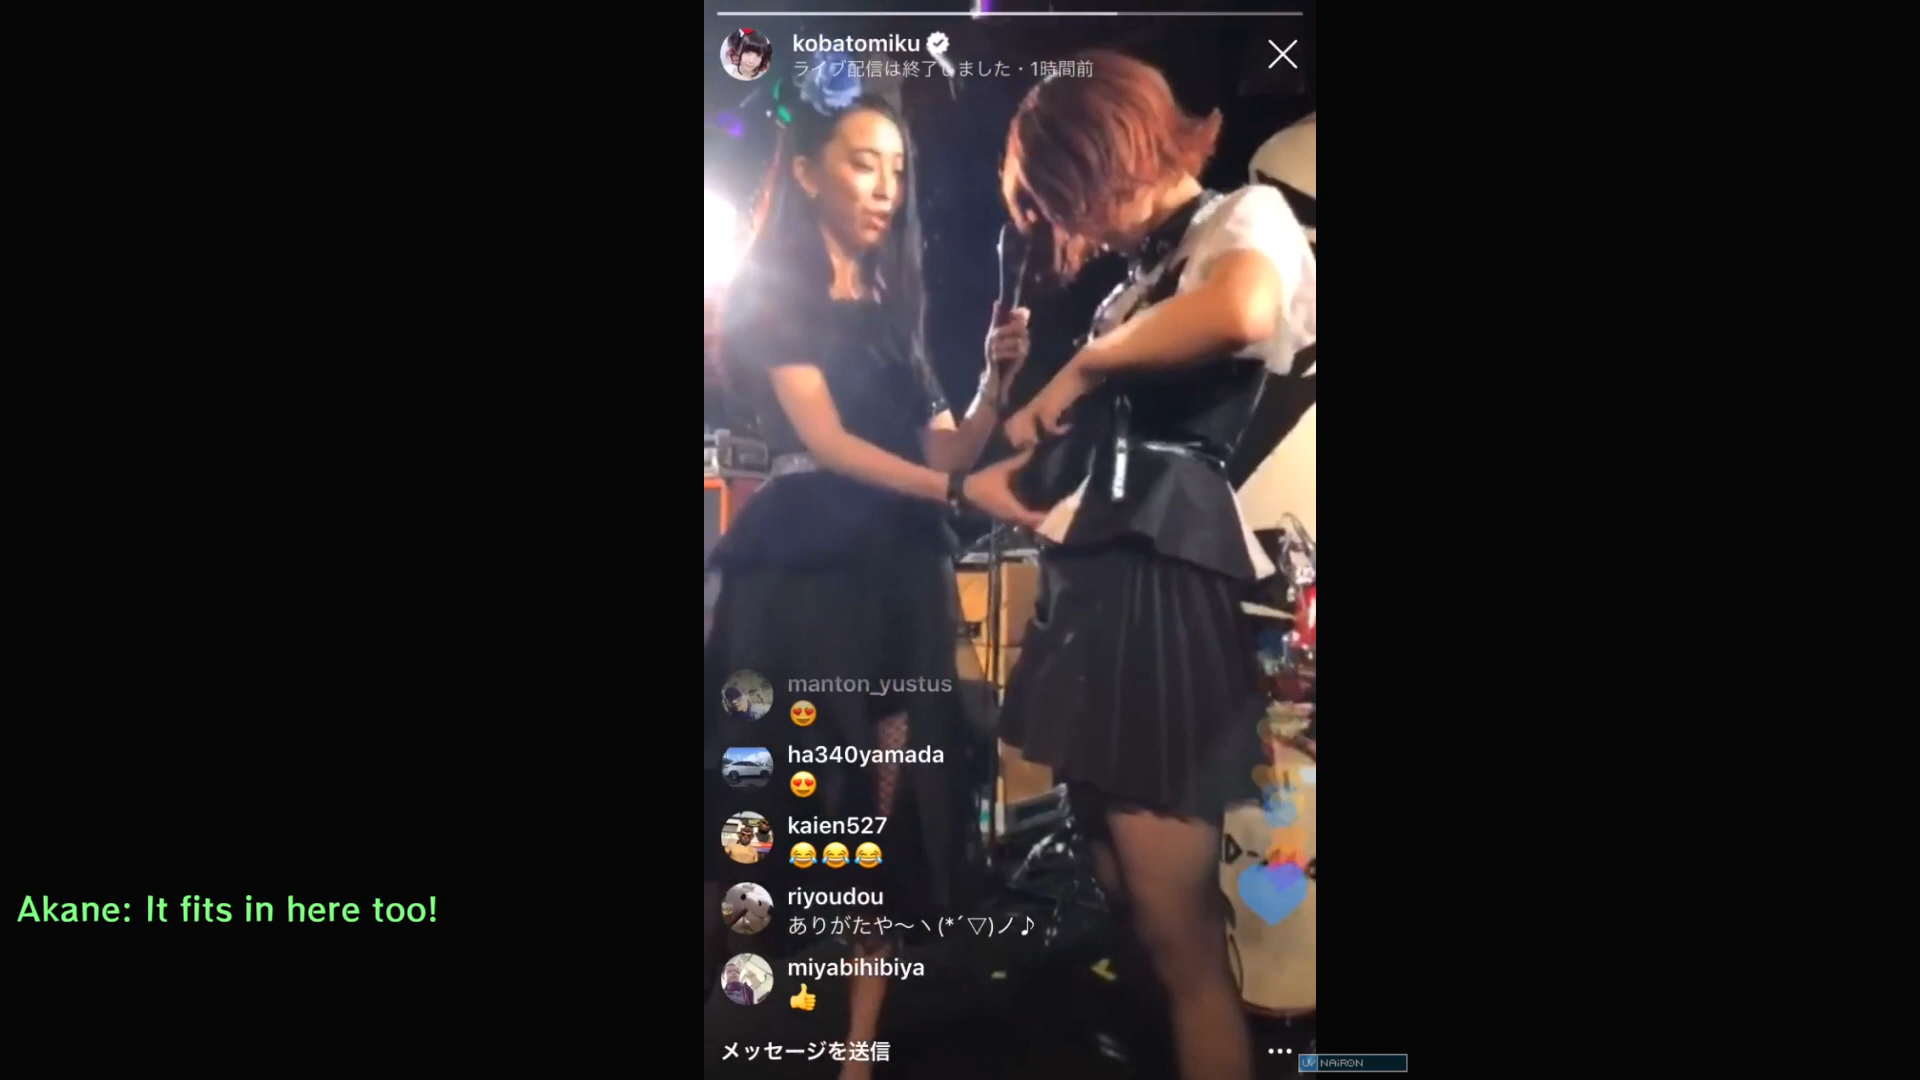 kobatomiku
ライブ配信は終了しました・1時間前
manton_yustus
😍
ha340yamada
😍
kaien527
😂😂😂
riyoudou
ありがたや〜ヽ(*´▽)ノ♪
miyabihibiya
👍
Akane: It fits in here too!
メッセージを送信
UV NAiRON